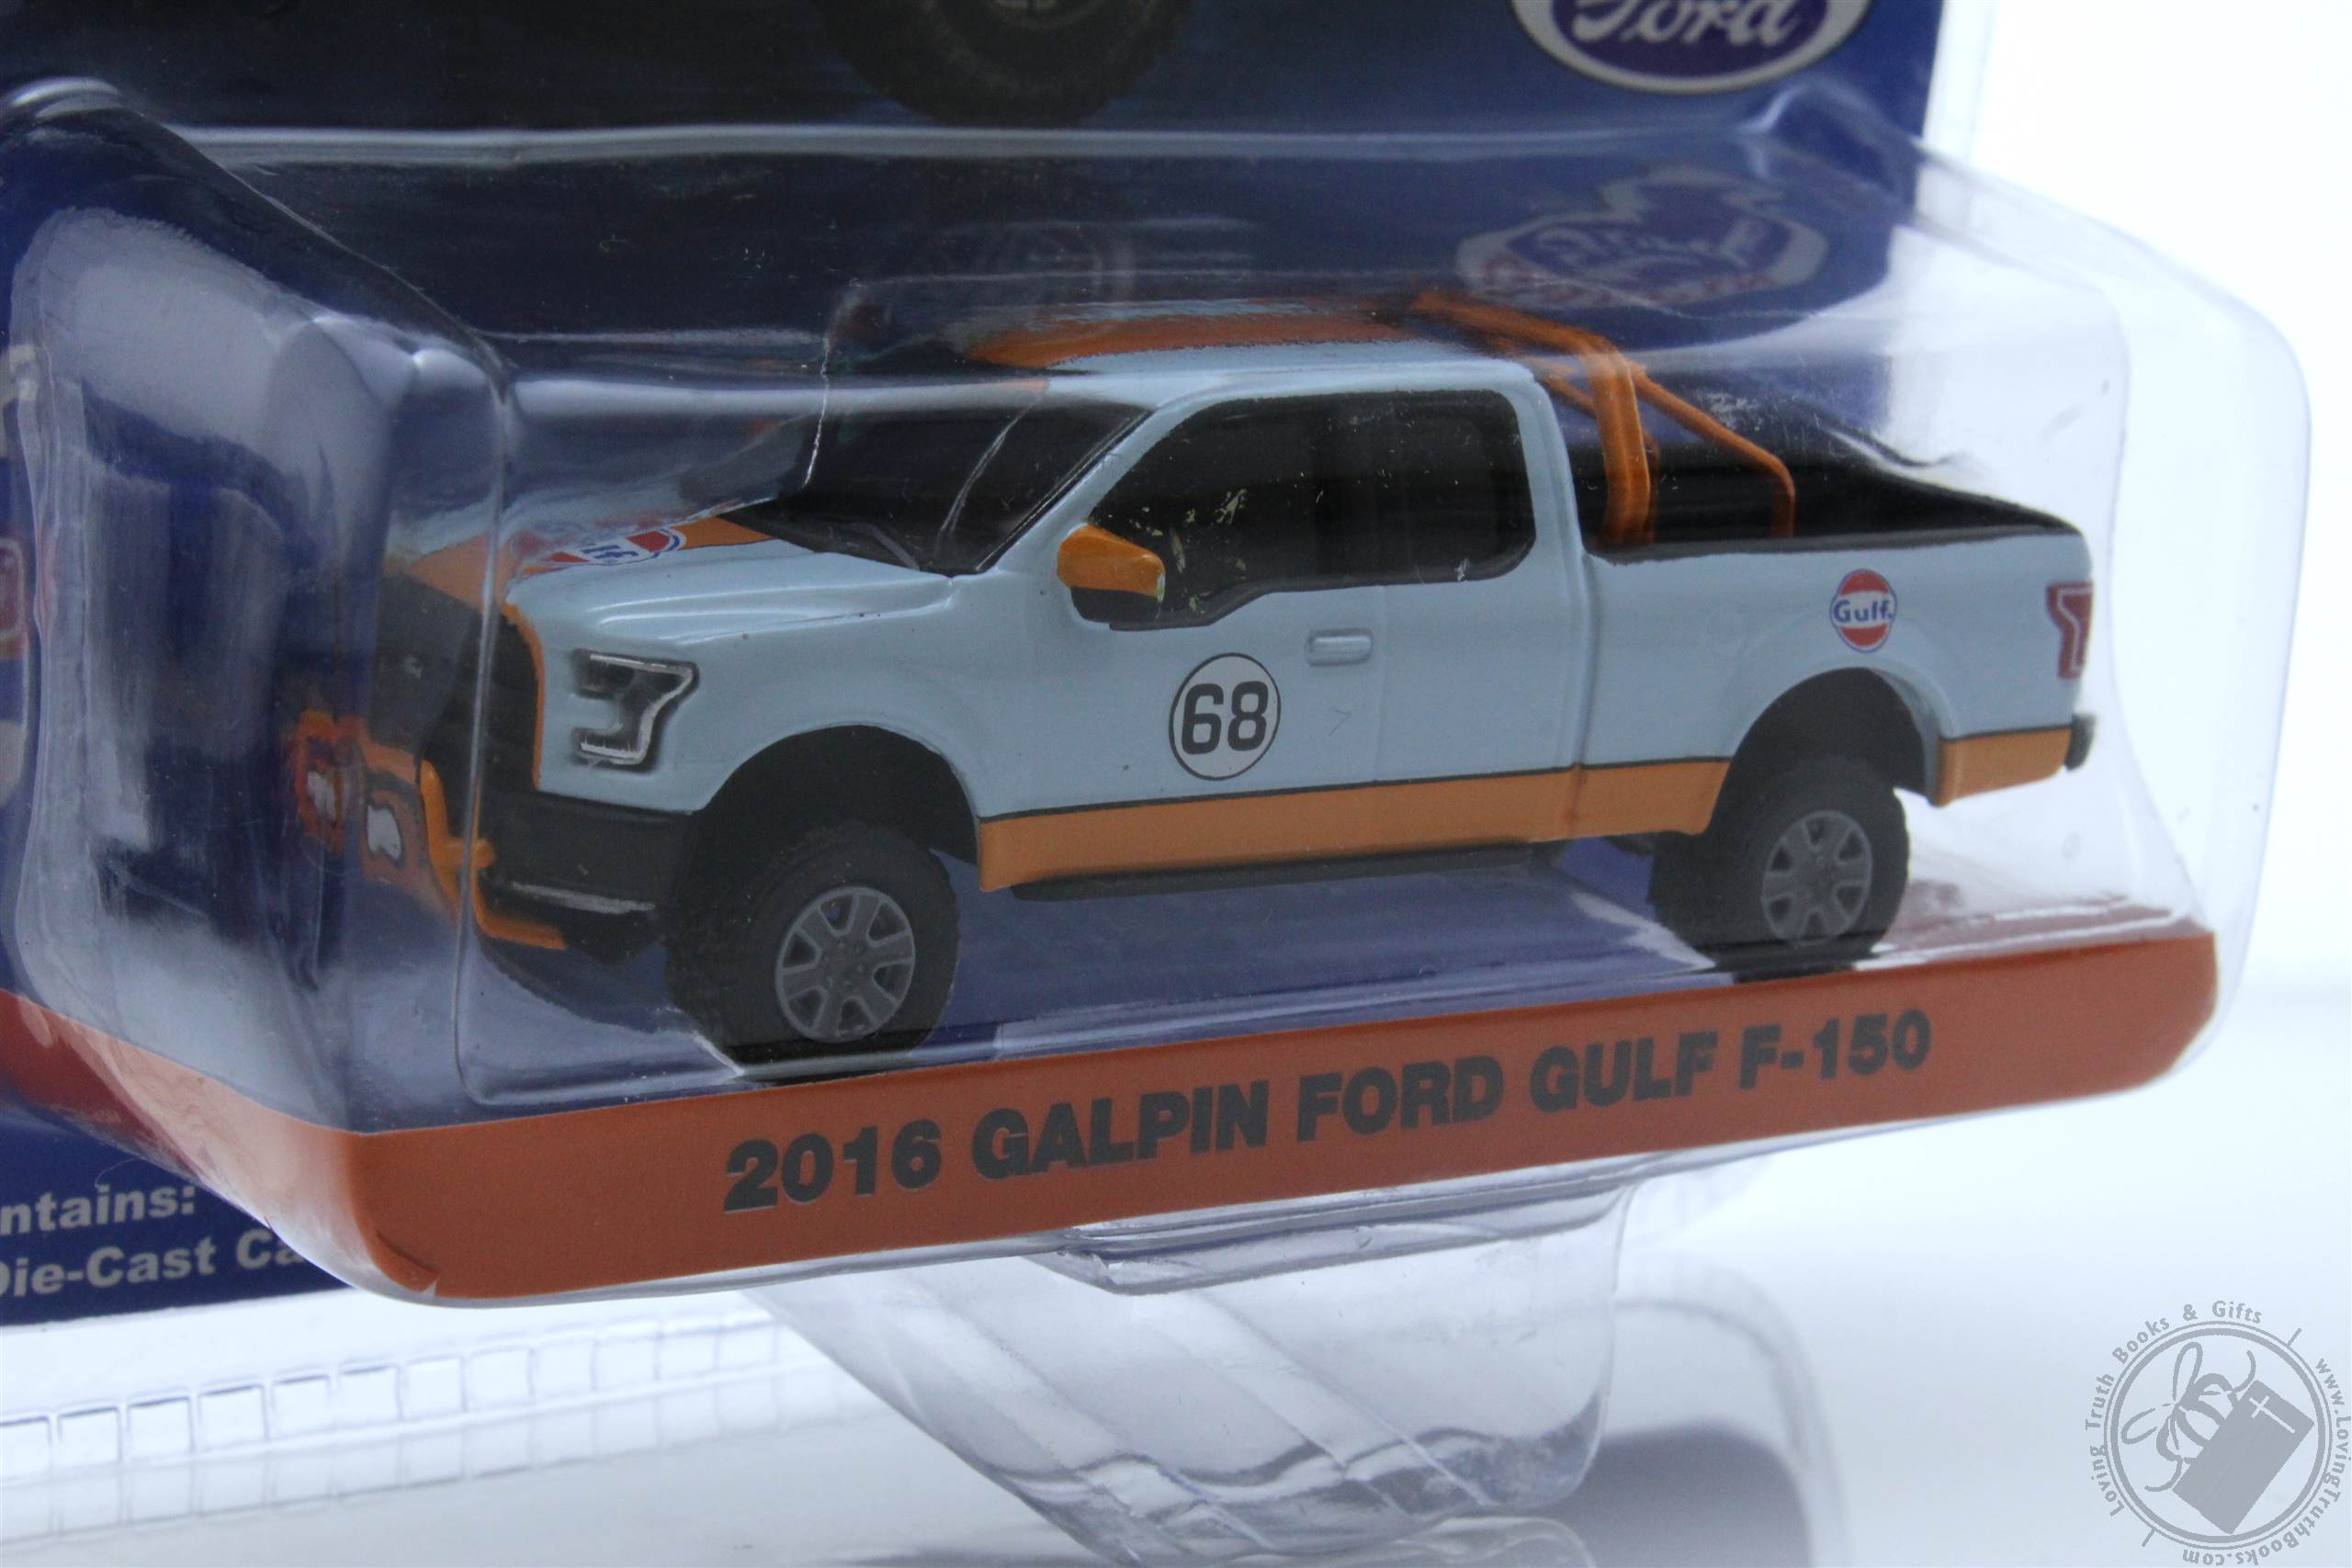 Ford
Gulf
68
Gulf
2016 GALPIN FORD GULF F-150
ntains:
Die-Cast Ca
Loving Truth Books & Gifts | www.LovingTruthBooks.com |